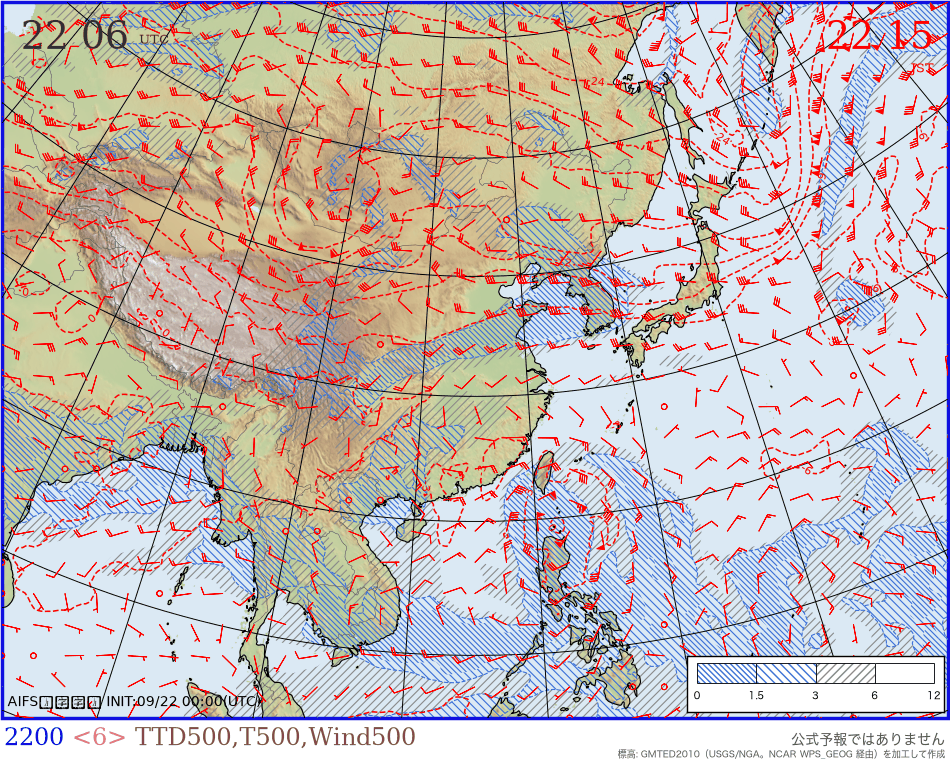 22 06 UTC
22 15 JST
-24
0
0
AIFS INIT:09/22 00:00(UTC)
0 1.5 3 6 12
2200 <6> TTD500,T500,Wind500
公式予報ではありません
標高: GMTED2010（USGS/NGA。NCAR WPS_GEOG 経由）を加工して作成